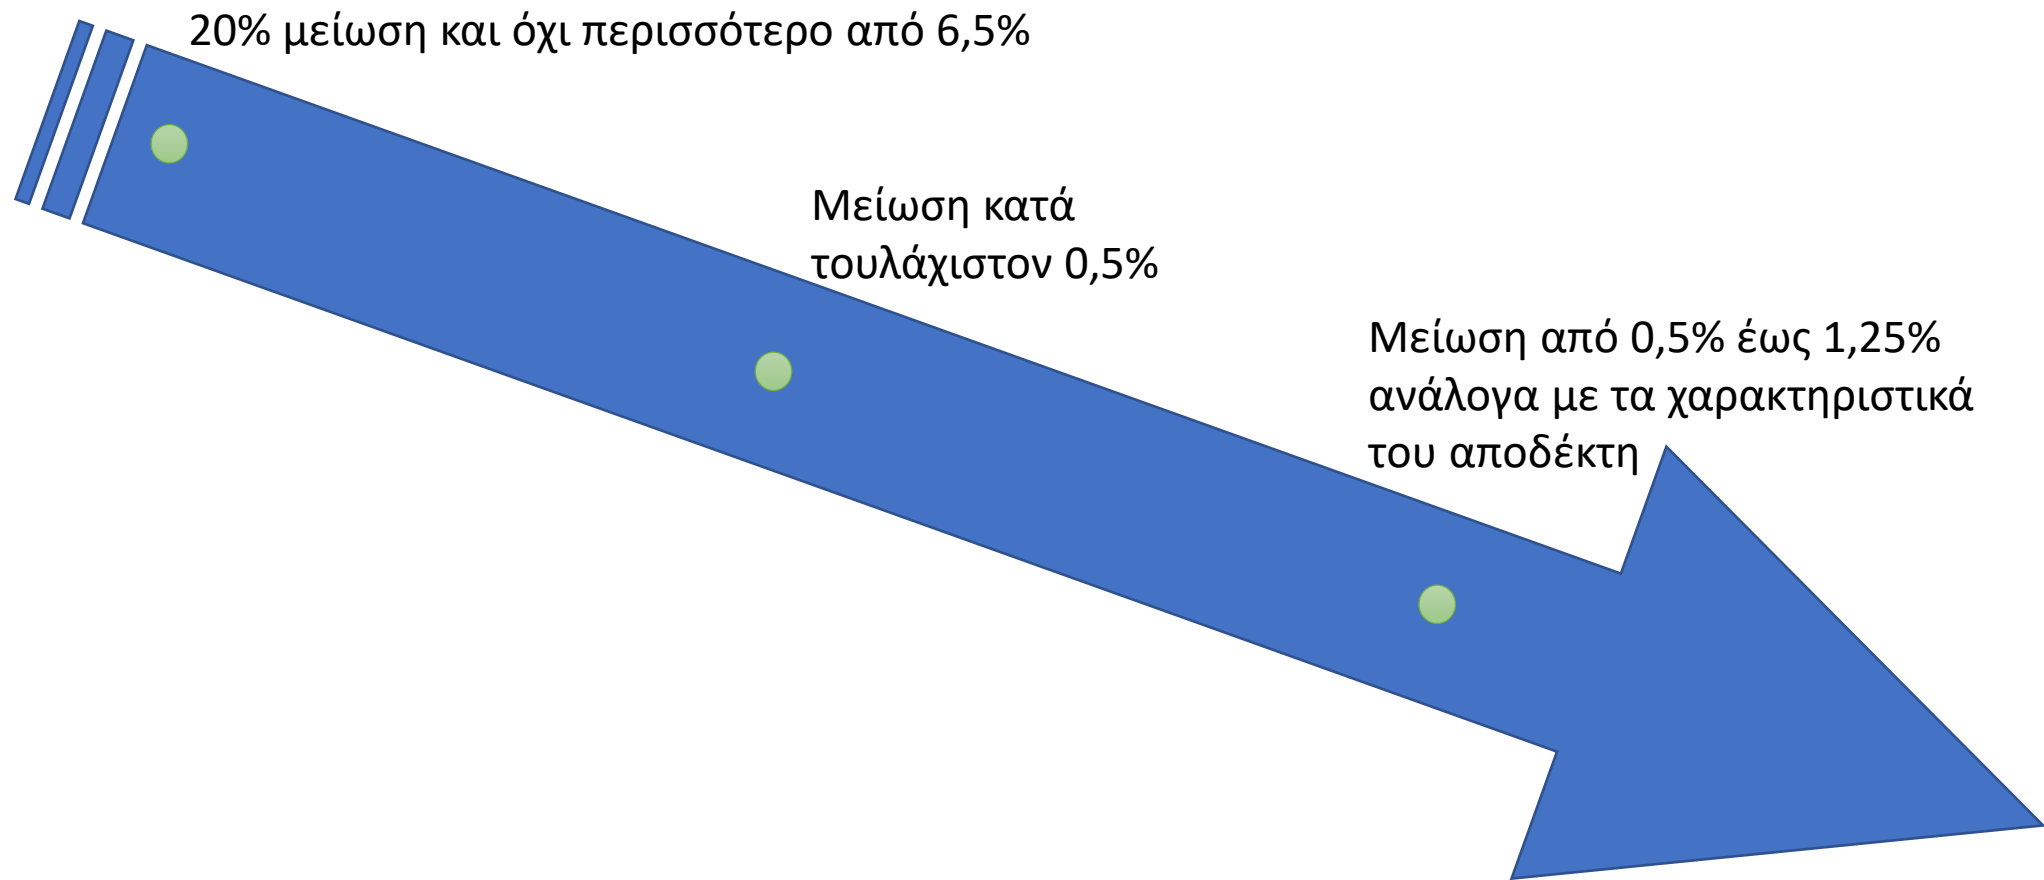 20% μείωση και όχι περισσότερο από 6,5%
Μείωση κατά
τουλάχιστον 0,5%
Μείωση από 0,5% έως 1,25%
ανάλογα με τα χαρακτηριστικά
του αποδέκτη